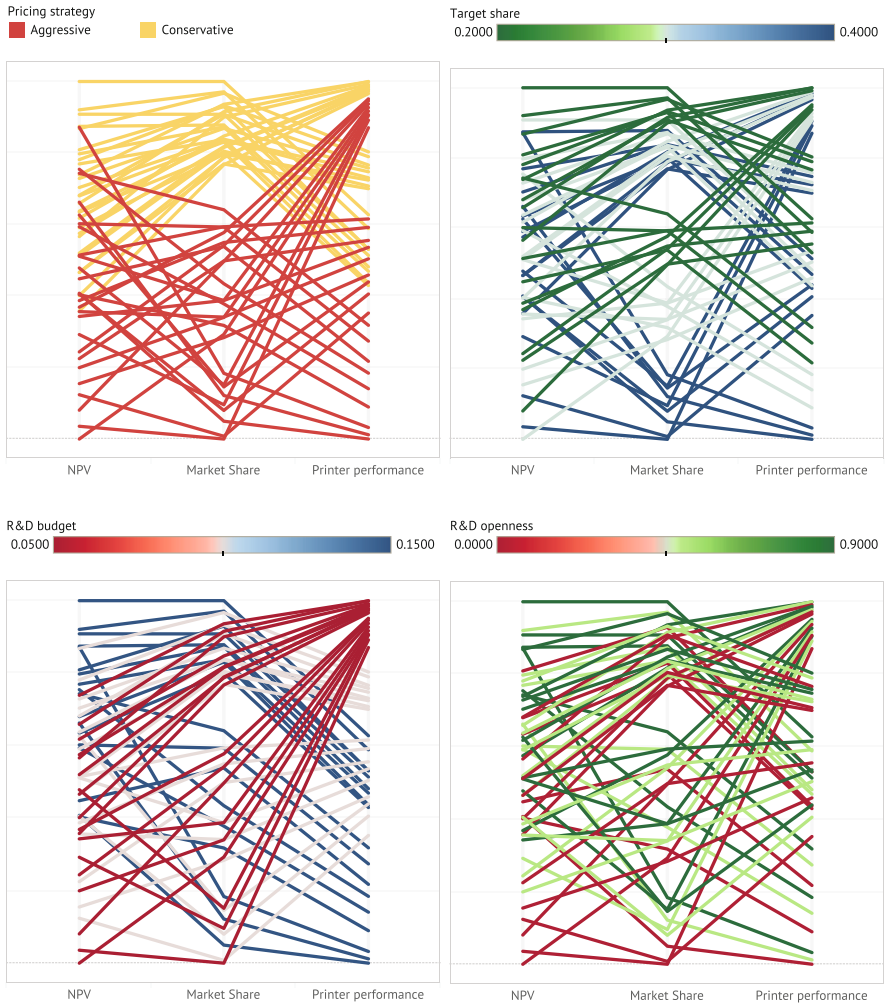 Pricing strategy
Aggressive Conservative
Target share
0.2000 0.4000
NPV Market Share Printer performance
NPV Market Share Printer performance
R&D budget
0.0500 0.1500
R&D openness
0.0000 0.9000
NPV Market Share Printer performance
NPV Market Share Printer performance